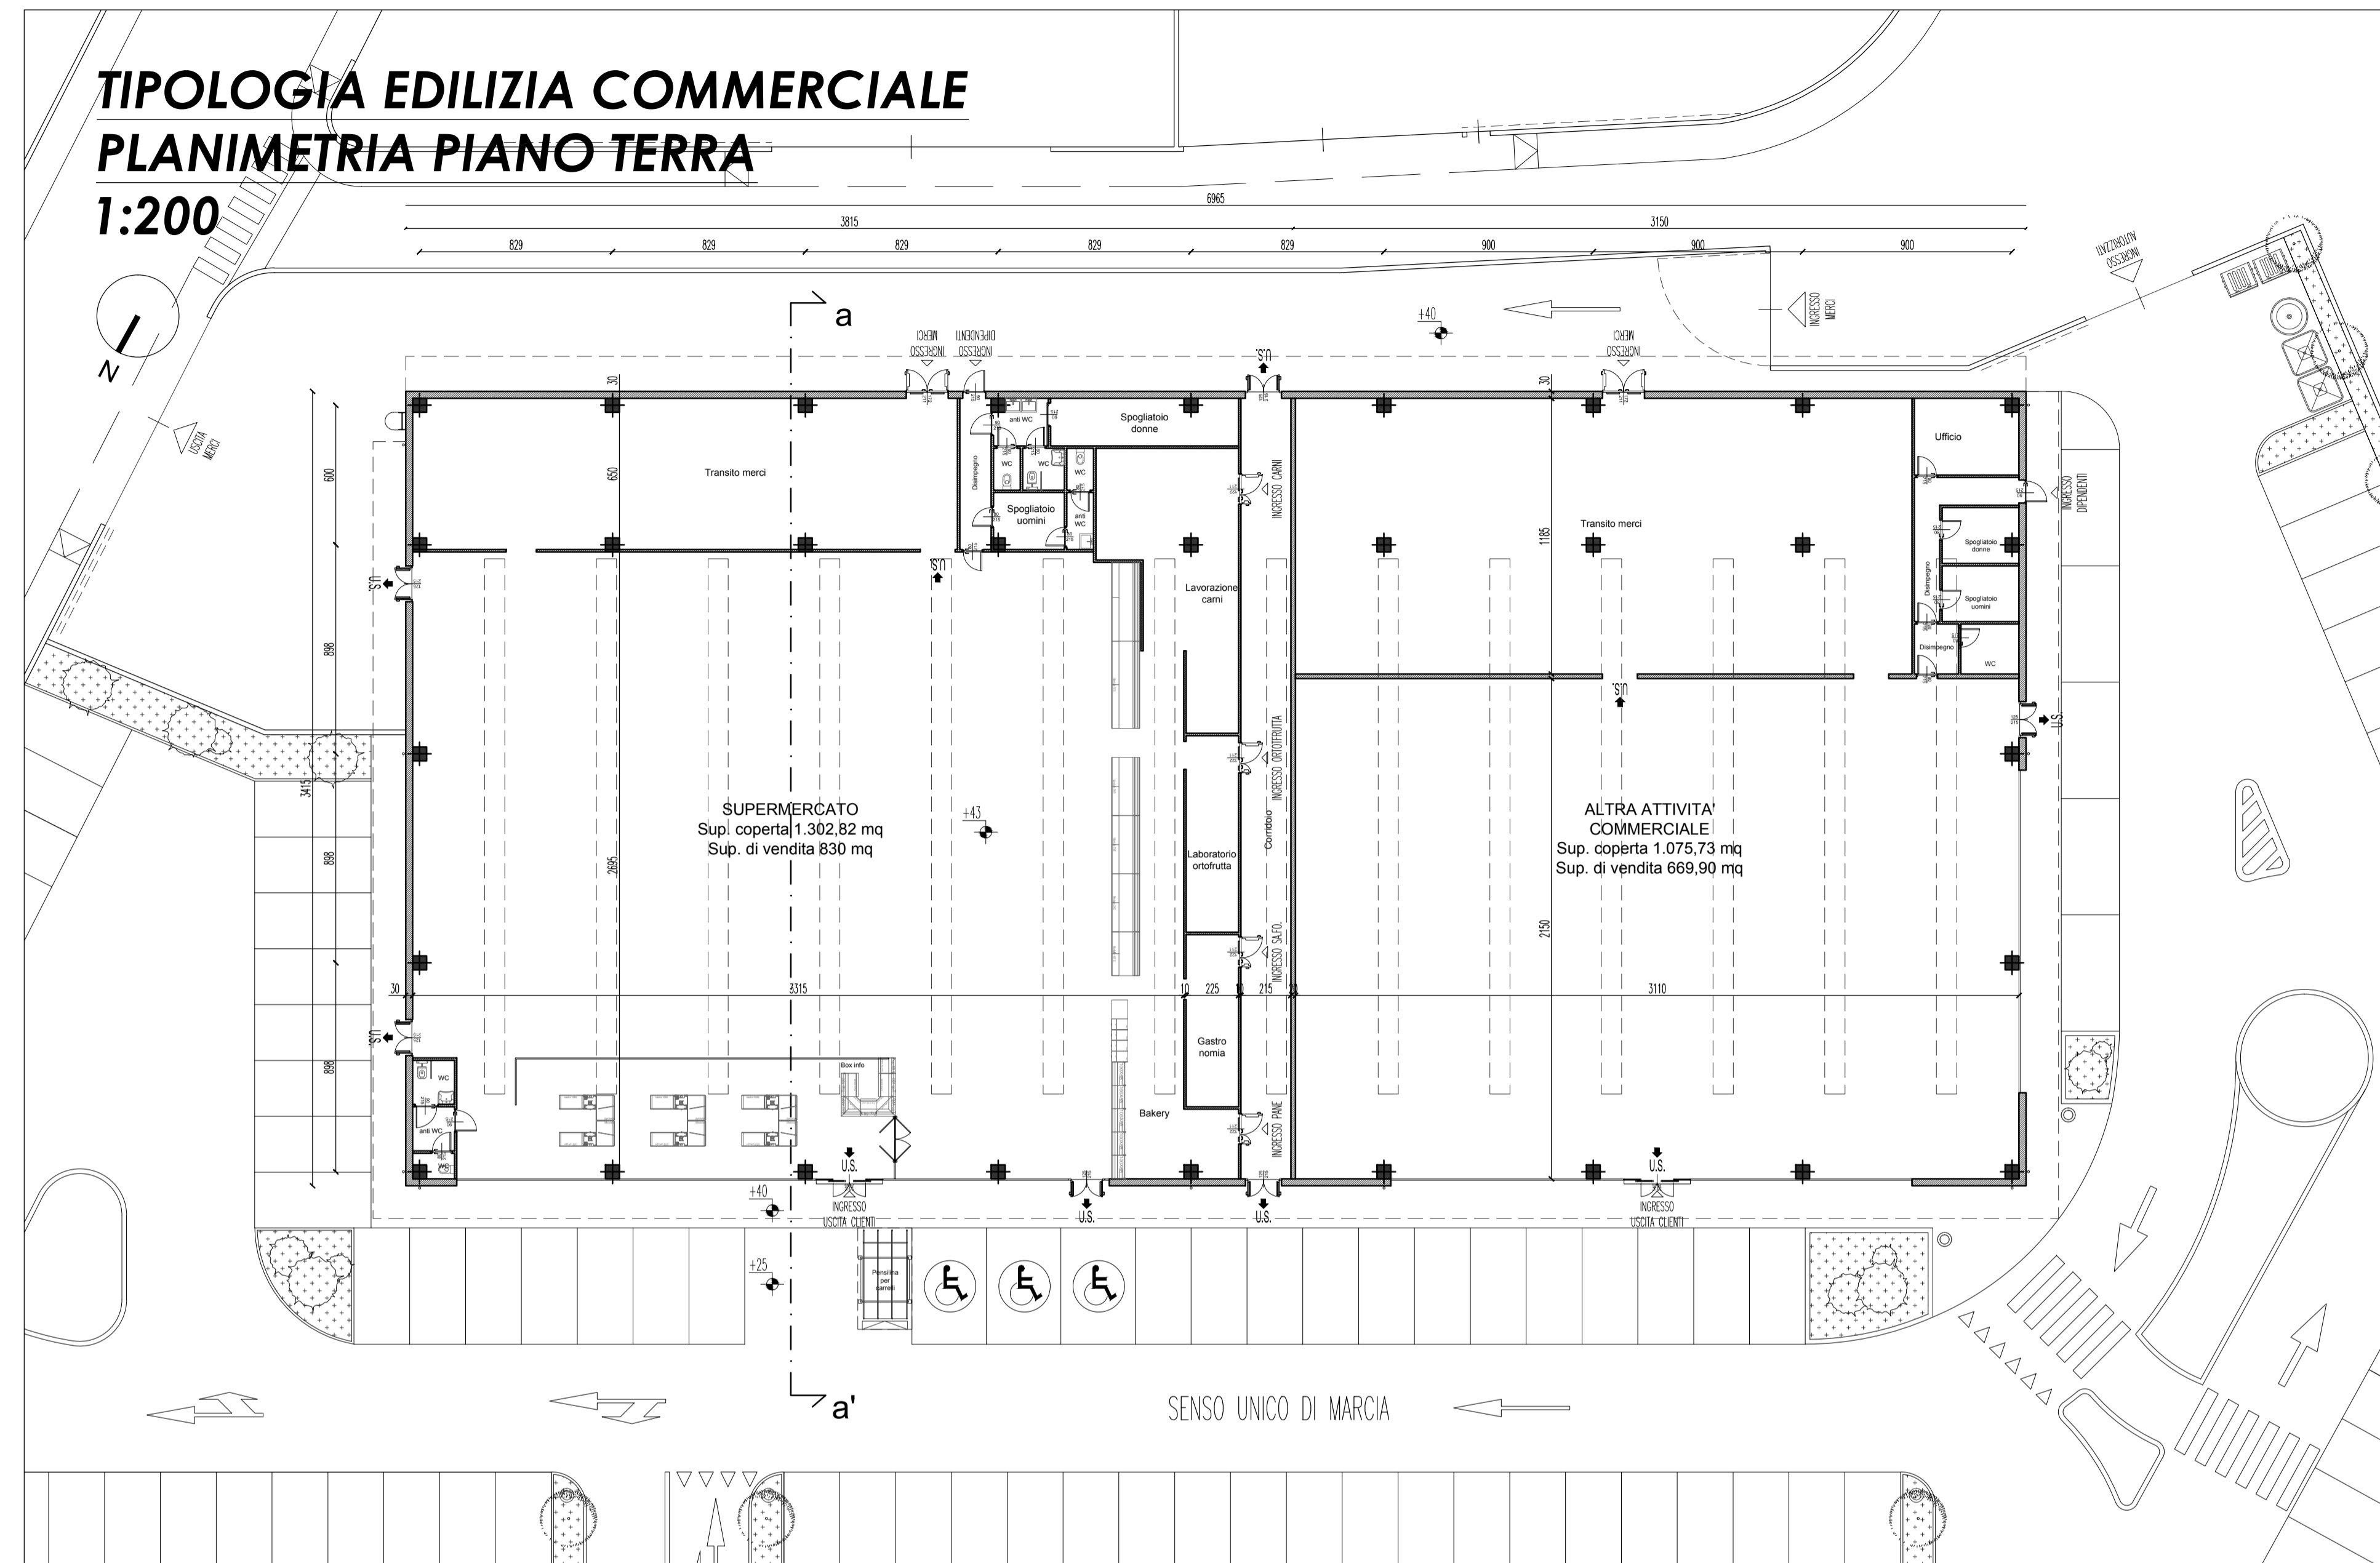 TIPOLOGIA EDILIZIA COMMERCIALE
PLANIMETRIA PIANO TERRA
1:200
N
6965
3815
3150
829
829
829
829
829
900
900
900
a
+40
INGRESSO
MERCI
INGRESSO
AUTORIZZATI
INGRESSO
MERCI
INGRESSO
DIPENDENTI
U.S.
INGRESSO
MERCI
USCITA
MERCI
30
30
600
650
Transito merci
Disimpegno
anti WC
WC
WC
WC
Spogliatoio
donne
Spogliatoio
uomini
anti
WC
INGRESSO CARNI
Transito merci
1185
Ufficio
INGRESSO
DIPENDENTI
Spogliatoio
donne
Disimpegno
Spogliatoio
uomini
Disimpegno
WC
U.S.
U.S.
Lavorazione
carni
898
U.S.
U.S.
INGRESSO ORTOTFRUTTA
3415
SUPERMERCATO
Sup. coperta 1.302,82 mq
Sup. di vendita 830 mq
+43
898
2695
Laboratorio
ortofrutta
Corridoio
ALTRA ATTIVITA'
COMMERCIALE
Sup. coperta 1.075,73 mq
Sup. di vendita 669,90 mq
2150
INGRESSO SA.FO.
30
3315
10
225
10
215
20
3110
U.S.
898
Gastro
nomia
Box info
WC
anti WC
WC
Bakery
INGRESSO PANE
U.S.
U.S.
+40
INGRESSO
USCITA CLIENTI
U.S.
U.S.
INGRESSO
USCITA CLIENTI
+25
Pensilina
per
carrelli
a'
SENSO UNICO DI MARCIA